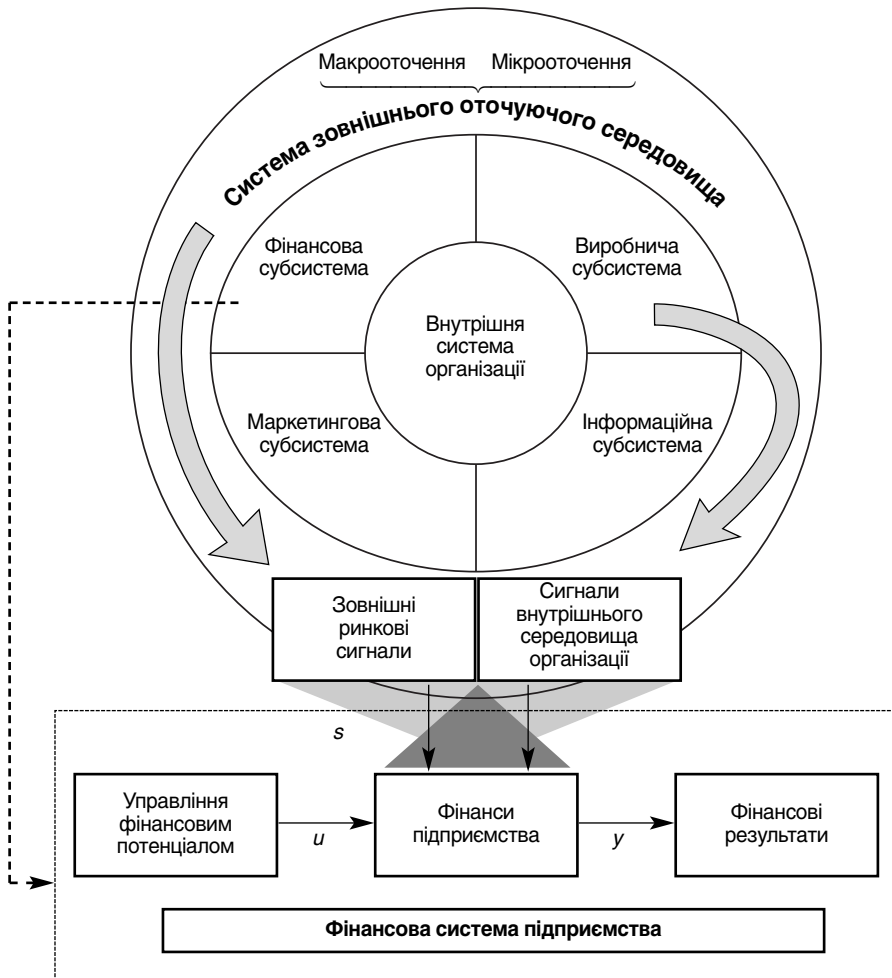 Макрооточення Мікрооточення
Система зовнішнього оточуючого середовища
Фінансова
субсистема
Виробнича
субсистема
Внутрішня
система
організації
Маркетингова
субсистема
Інформаційна
субсистема
Зовнішні
ринкові
сигнали
Сигнали
внутрішнього
середовища
організації
s
Управління
фінансовим
потенціалом
u
Фінанси
підприємства
y
Фінансові
результати
Фінансова система підприємства